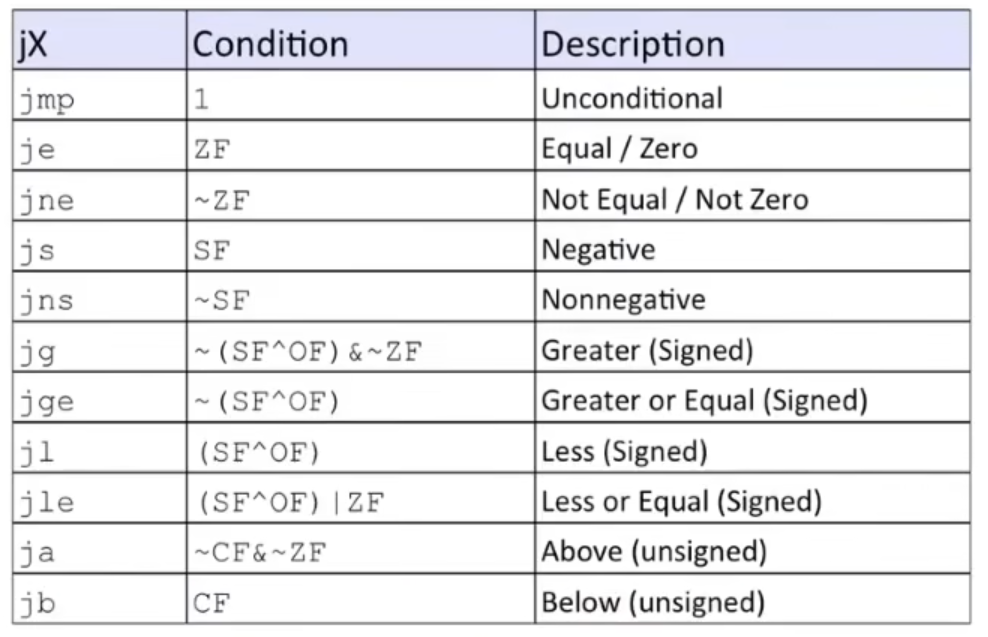 jX Condition Description
jmp 1 Unconditional
je ZF Equal / Zero
jne ~ZF Not Equal / Not Zero
js SF Negative
jns ~SF Nonnegative
jg ~(SF^OF)&~ZF Greater (Signed)
jge ~(SF^OF) Greater or Equal (Signed)
jl (SF^OF) Less (Signed)
jle (SF^OF)|ZF Less or Equal (Signed)
ja ~CF&~ZF Above (unsigned)
jb CF Below (unsigned)